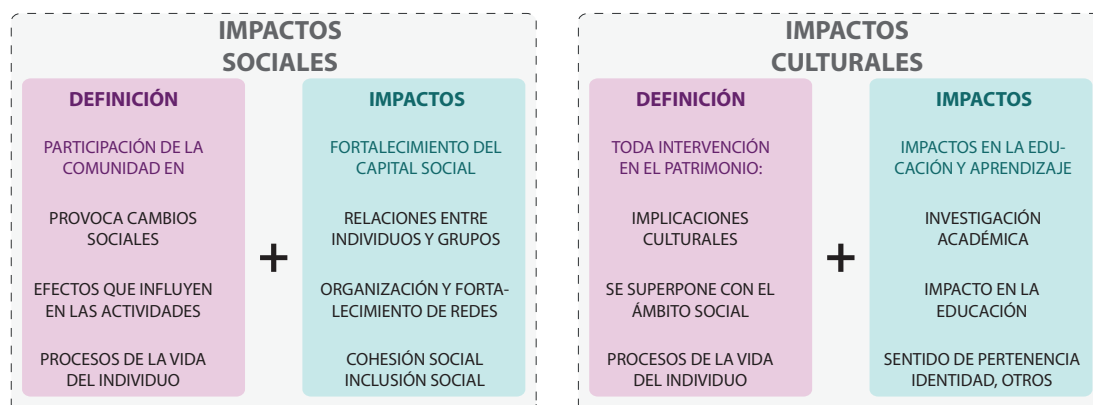 IMPACTOS
SOCIALES
DEFINICIÓN
PARTICIPACIÓN DE LA
COMUNIDAD EN
PROVOCA CAMBIOS
SOCIALES
EFECTOS QUE INFLUYEN
EN LAS ACTIVIDADES
PROCESOS DE LA VIDA
DEL INDIVIDUO
+
IMPACTOS
FORTALECIMIENTO DEL
CAPITAL SOCIAL
RELACIONES ENTRE
INDIVIDUOS Y GRUPOS
ORGANIZACIÓN Y FORTA-
LECIMIENTO DE REDES
COHESIÓN SOCIAL
INCLUSIÓN SOCIAL
IMPACTOS
CULTURALES
DEFINICIÓN
TODA INTERVENCIÓN
EN EL PATRIMONIO:
IMPLICACIONES
CULTURALES
SE SUPERPONE CON EL
ÁMBITO SOCIAL
PROCESOS DE LA VIDA
DEL INDIVIDUO
+
IMPACTOS
IMPACTOS EN LA EDU-
CACIÓN Y APRENDIZAJE
INVESTIGACIÓN
ACADÉMICA
IMPACTO EN LA
EDUCACIÓN
SENTIDO DE PERTENENCIA
IDENTIDAD, OTROS